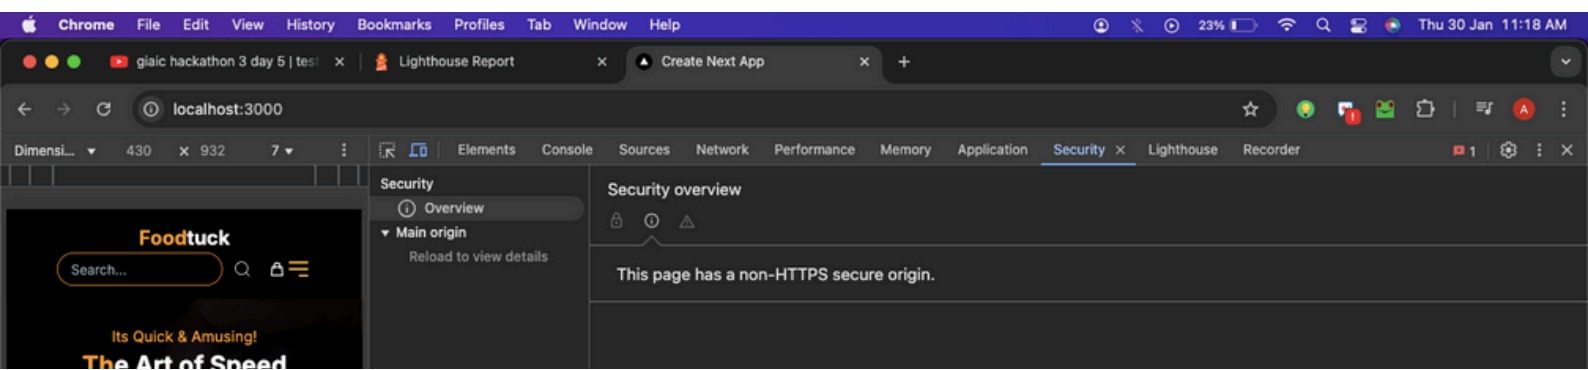 Chrome File Edit View History Bookmarks Profiles Tab Window Help 23% Thu 30 Jan 11:18 AM
giaic hackathon 3 day 5 | test Lighthouse Report Create Next App
localhost:3000 A
Dimensi... 430 × 932 7 Elements Console Sources Network Performance Memory Application Security Lighthouse Recorder 1
Security
Overview
Main origin
Reload to view details
Security overview
This page has a non-HTTPS secure origin.
Foodtuck
Search...
Its Quick & Amusing!
The Art of Speed